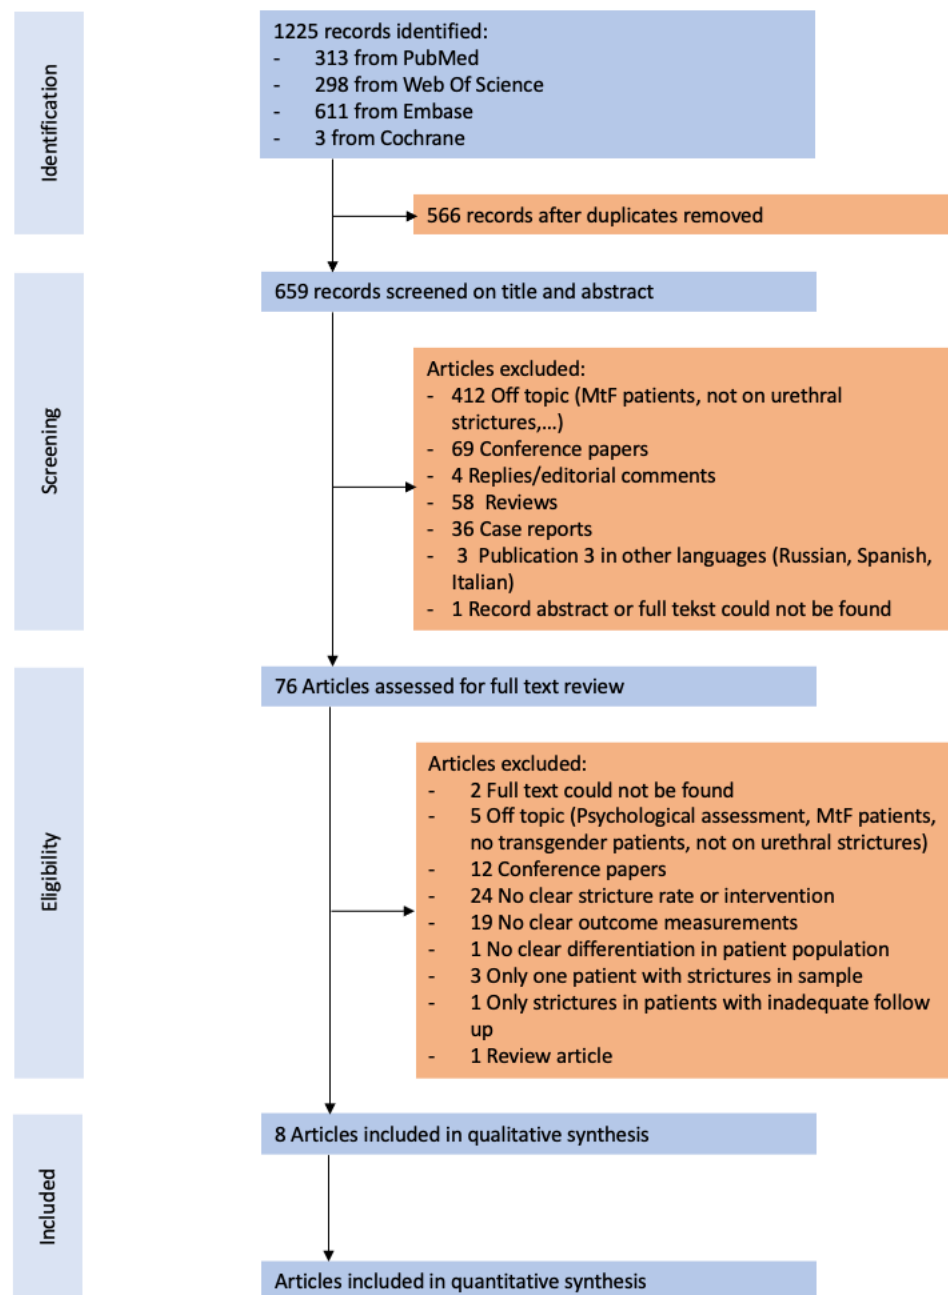 Identification
1225 records identified:
- 313 from PubMed
- 298 from Web Of Science
- 611 from Embase
- 3 from Cochrane
566 records after duplicates removed
Screening
659 records screened on title and abstract
Articles excluded:
- 412 Off topic (MtF patients, not on urethral
strictures,...)
- 69 Conference papers
- 4 Replies/editorial comments
- 58 Reviews
- 36 Case reports
- 3 Publication 3 in other languages (Russian, Spanish,
Italian)
- 1 Record abstract or full tekst could not be found
Eligibility
76 Articles assessed for full text review
Articles excluded:
- 2 Full text could not be found
- 5 Off topic (Psychological assessment, MtF patients,
no transgender patients, not on urethral strictures)
- 12 Conference papers
- 24 No clear stricture rate or intervention
- 19 No clear outcome measurements
- 1 No clear differentiation in patient population
- 3 Only one patient with strictures in sample
- 1 Only strictures in patients with inadequate follow
up
- 1 Review article
Included
8 Articles included in qualitative synthesis
Articles included in quantitative synthesis